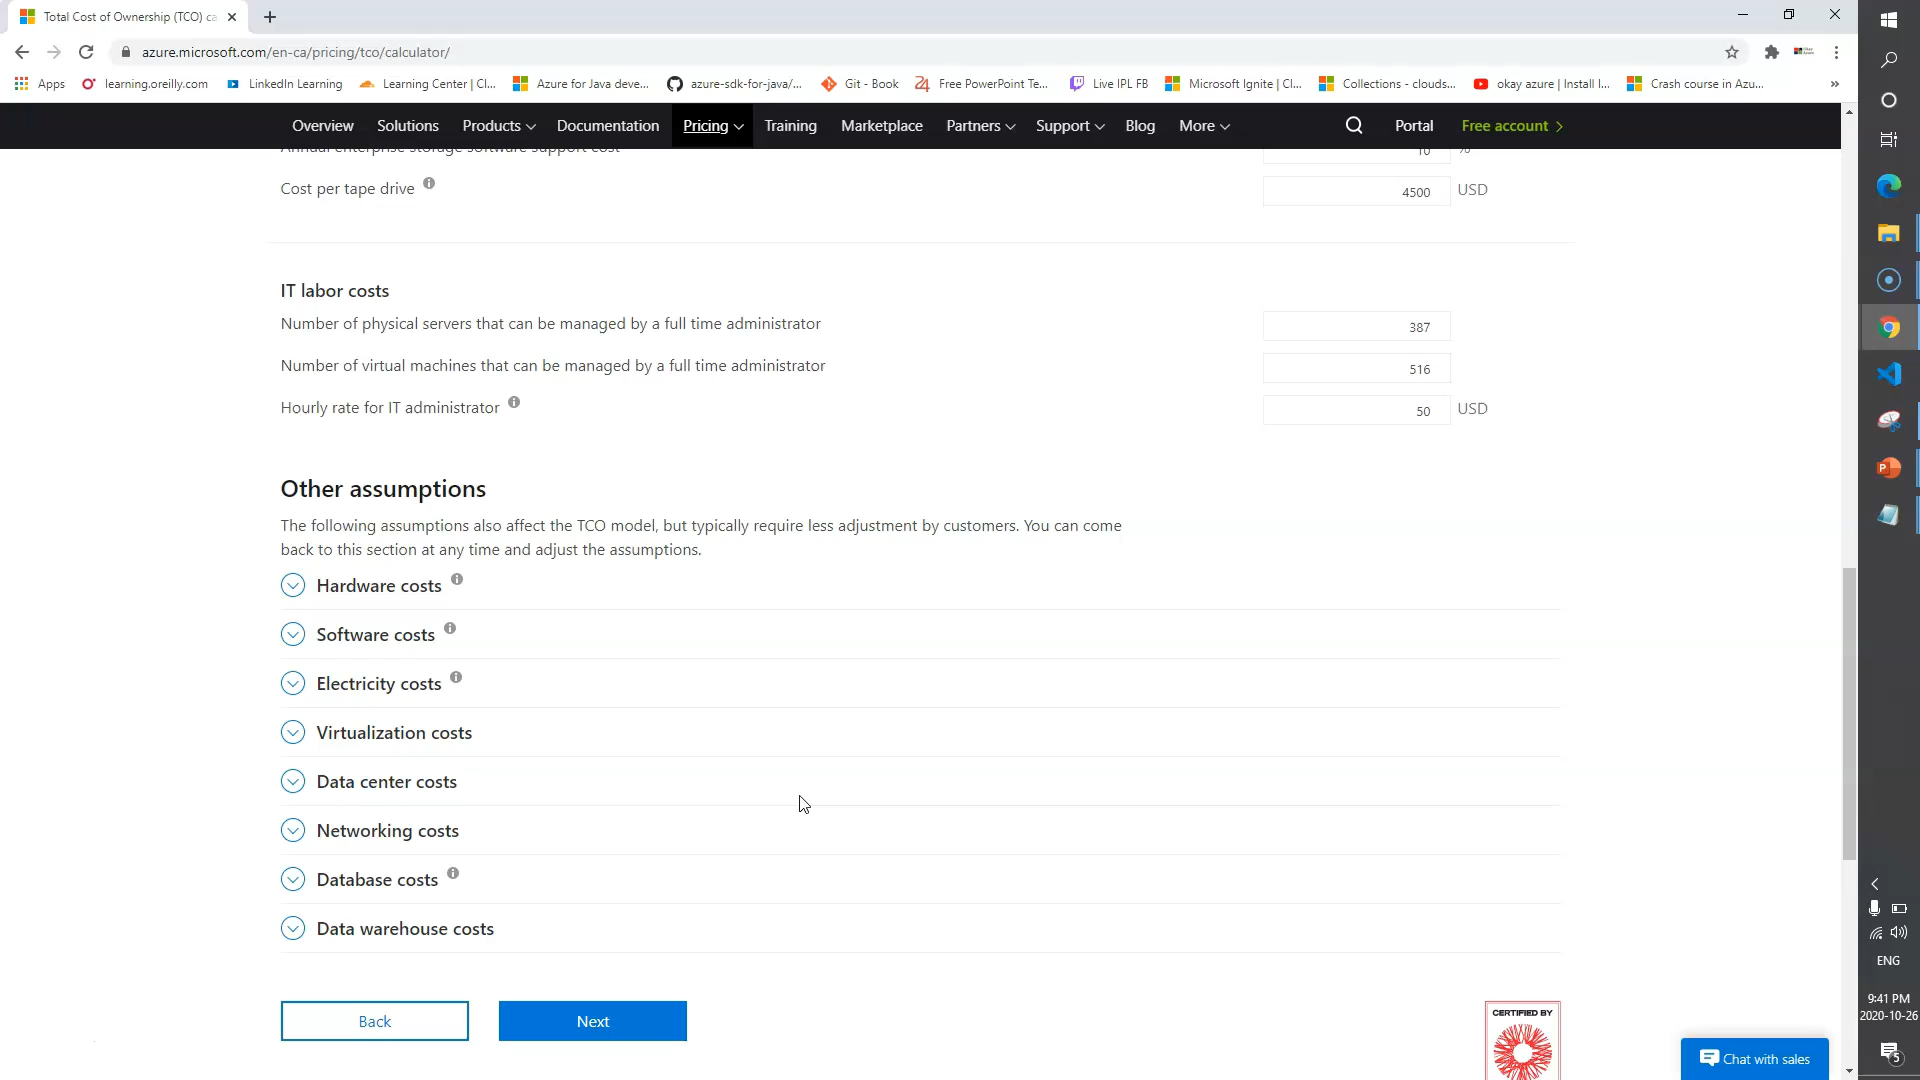 Total Cost of Ownership (TCO) ca
azure.microsoft.com/en-ca/pricing/tco/calculator/
Apps
learning.oreilly.com
LinkedIn Learning
Learning Center | Cl...
Azure for Java deve...
azure-sdk-for-java/...
Git - Book
Free PowerPoint Te...
Live IPL FB
Microsoft Ignite | Cl...
Collections - clouds...
okay azure | Install I...
Crash course in Azu...
»
Overview
Solutions
Products
Documentation
Pricing
Training
Marketplace
Partners
Support
Blog
More
Portal
Free account
Annual enterprise storage software support cost
10 %
Cost per tape drive
4500 USD
IT labor costs
Number of physical servers that can be managed by a full time administrator
387
Number of virtual machines that can be managed by a full time administrator
516
Hourly rate for IT administrator
50 USD
Other assumptions
The following assumptions also affect the TCO model, but typically require less adjustment by customers. You can come
back to this section at any time and adjust the assumptions.
Hardware costs
Software costs
Electricity costs
Virtualization costs
Data center costs
Networking costs
Database costs
Data warehouse costs
Back
Next
CERTIFIED BY
Chat with sales
ENG
9:41 PM
2020-10-26
5